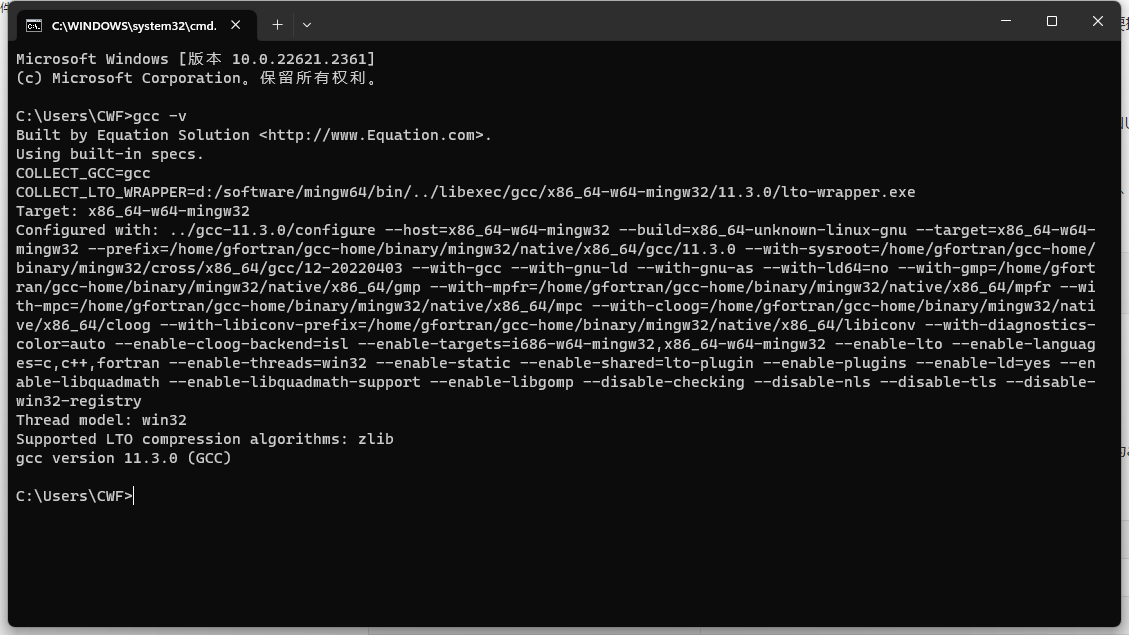 C:\WINDOWS\system32\cmd.
Microsoft Windows [版本 10.0.22621.2361]
(c) Microsoft Corporation。保留所有权利。
C:\Users\CWF>gcc -v
Built by Equation Solution <http://www.Equation.com>.
Using built-in specs.
COLLECT_GCC=gcc
COLLECT_LTO_WRAPPER=d:/software/mingw64/bin/../libexec/gcc/x86_64-w64-mingw32/11.3.0/lto-wrapper.exe
Target: x86_64-w64-mingw32
Configured with: ../gcc-11.3.0/configure --host=x86_64-w64-mingw32 --build=x86_64-unknown-linux-gnu --target=x86_64-w64-
mingw32 --prefix=/home/gfortran/gcc-home/binary/mingw32/native/x86_64/gcc/11.3.0 --with-sysroot=/home/gfortran/gcc-home/
binary/mingw32/cross/x86_64/gcc/12-20220403 --with-gcc --with-gnu-ld --with-gnu-as --with-ld64=no --with-gmp=/home/gfort
ran/gcc-home/binary/mingw32/native/x86_64/gmp --with-mpfr=/home/gfortran/gcc-home/binary/mingw32/native/x86_64/mpfr --wi
th-mpc=/home/gfortran/gcc-home/binary/mingw32/native/x86_64/mpc --with-cloog=/home/gfortran/gcc-home/binary/mingw32/nati
ve/x86_64/cloog --with-libiconv-prefix=/home/gfortran/gcc-home/binary/mingw32/native/x86_64/libiconv --with-diagnostics-
color=auto --enable-cloog-backend=isl --enable-targets=i686-w64-mingw32,x86_64-w64-mingw32 --enable-lto --enable-languag
es=c,c++,fortran --enable-threads=win32 --enable-static --enable-shared=lto-plugin --enable-plugins --enable-ld=yes --en
able-libquadmath --enable-libquadmath-support --enable-libgomp --disable-checking --disable-nls --disable-tls --disable-
win32-registry
Thread model: win32
Supported LTO compression algorithms: zlib
gcc version 11.3.0 (GCC)
C:\Users\CWF>